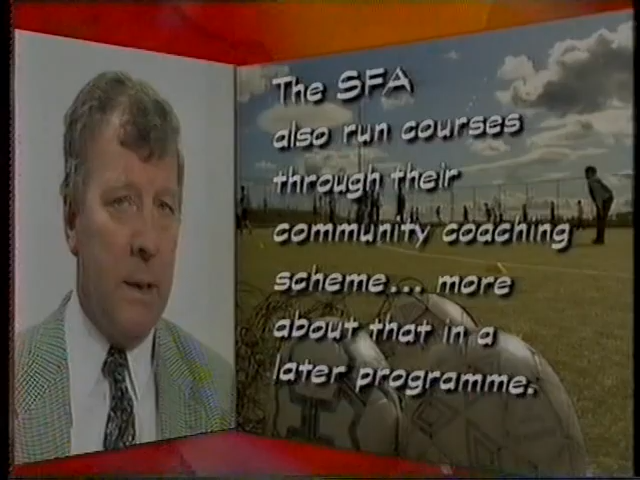 The SFA
also run courses
through their
community coaching
scheme... more
about that in a
later programme.